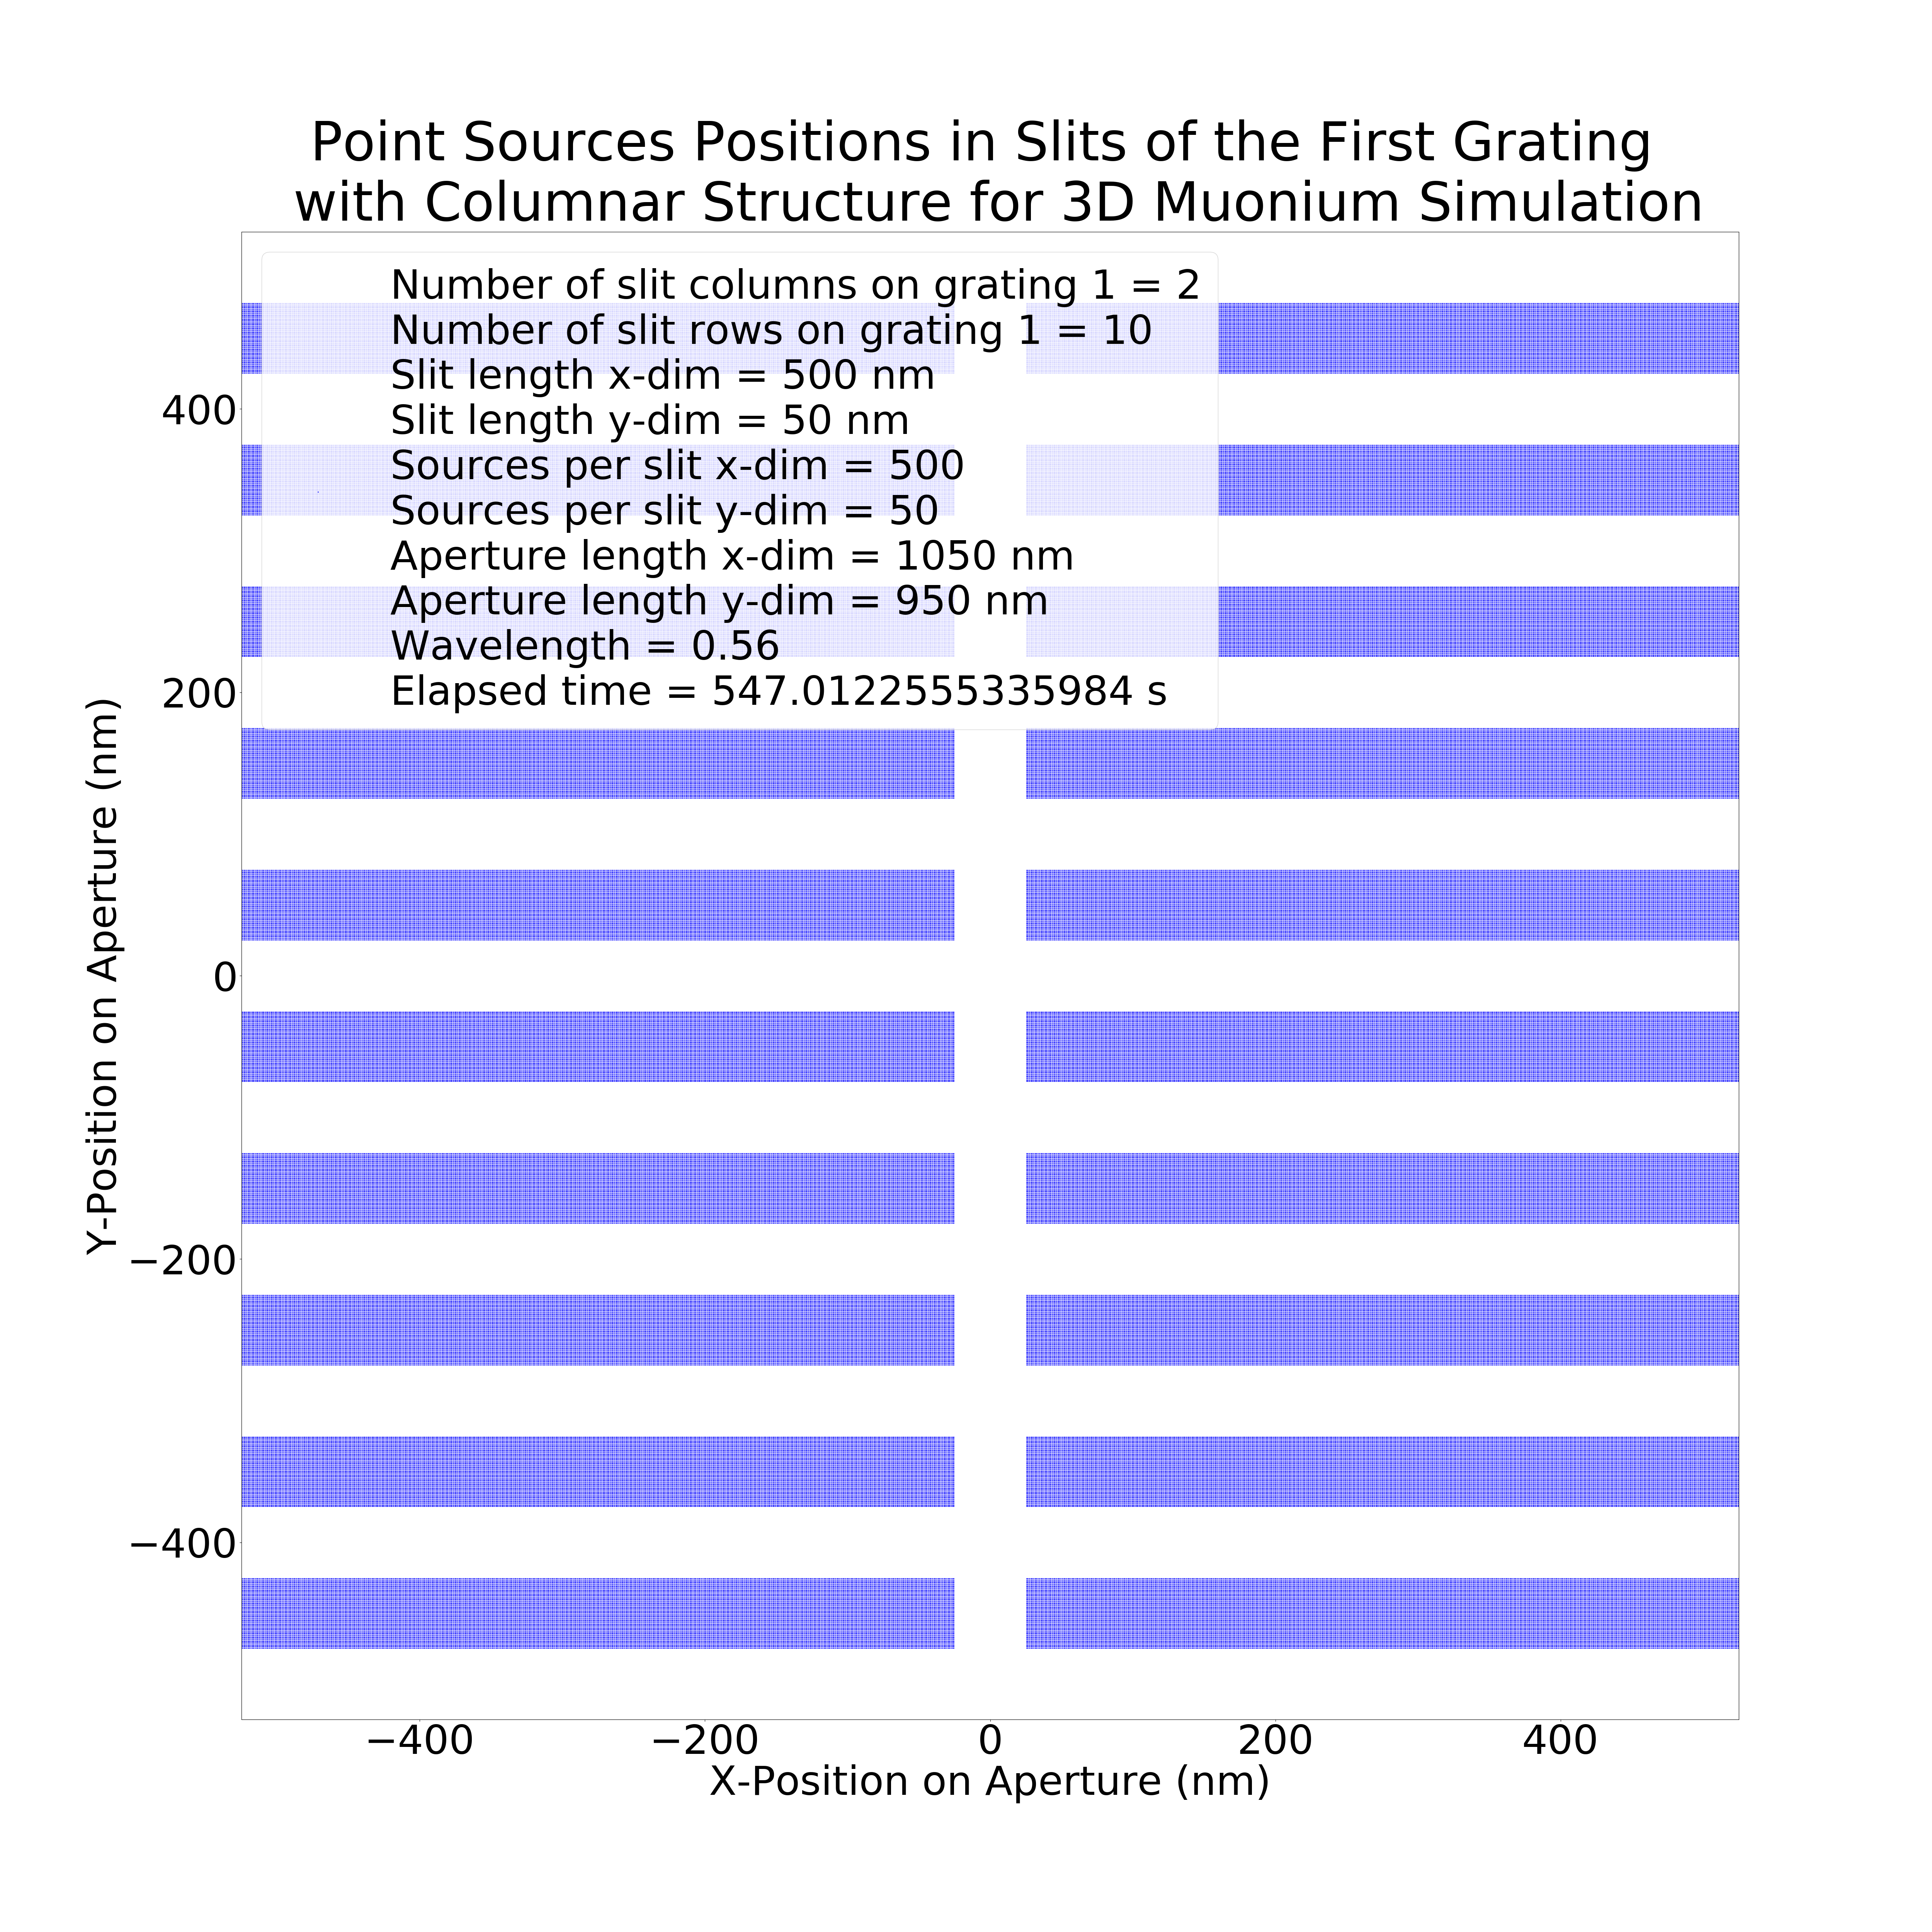 Point Sources Positions in Slits of the First Grating
with Columnar Structure for 3D Muonium Simulation
Number of slit columns on grating 1 = 2
Number of slit rows on grating 1 = 10
Slit length x-dim = 500 nm
Slit length y-dim = 50 nm
Sources per slit x-dim = 500
Sources per slit y-dim = 50
Aperture length x-dim = 1050 nm
Aperture length y-dim = 950 nm
Wavelength = 0.56
Elapsed time = 547.0122555335984 s
Y-Position on Aperture (nm)
400
200
0
−200
−400
−400 −200 0 200 400
X-Position on Aperture (nm)